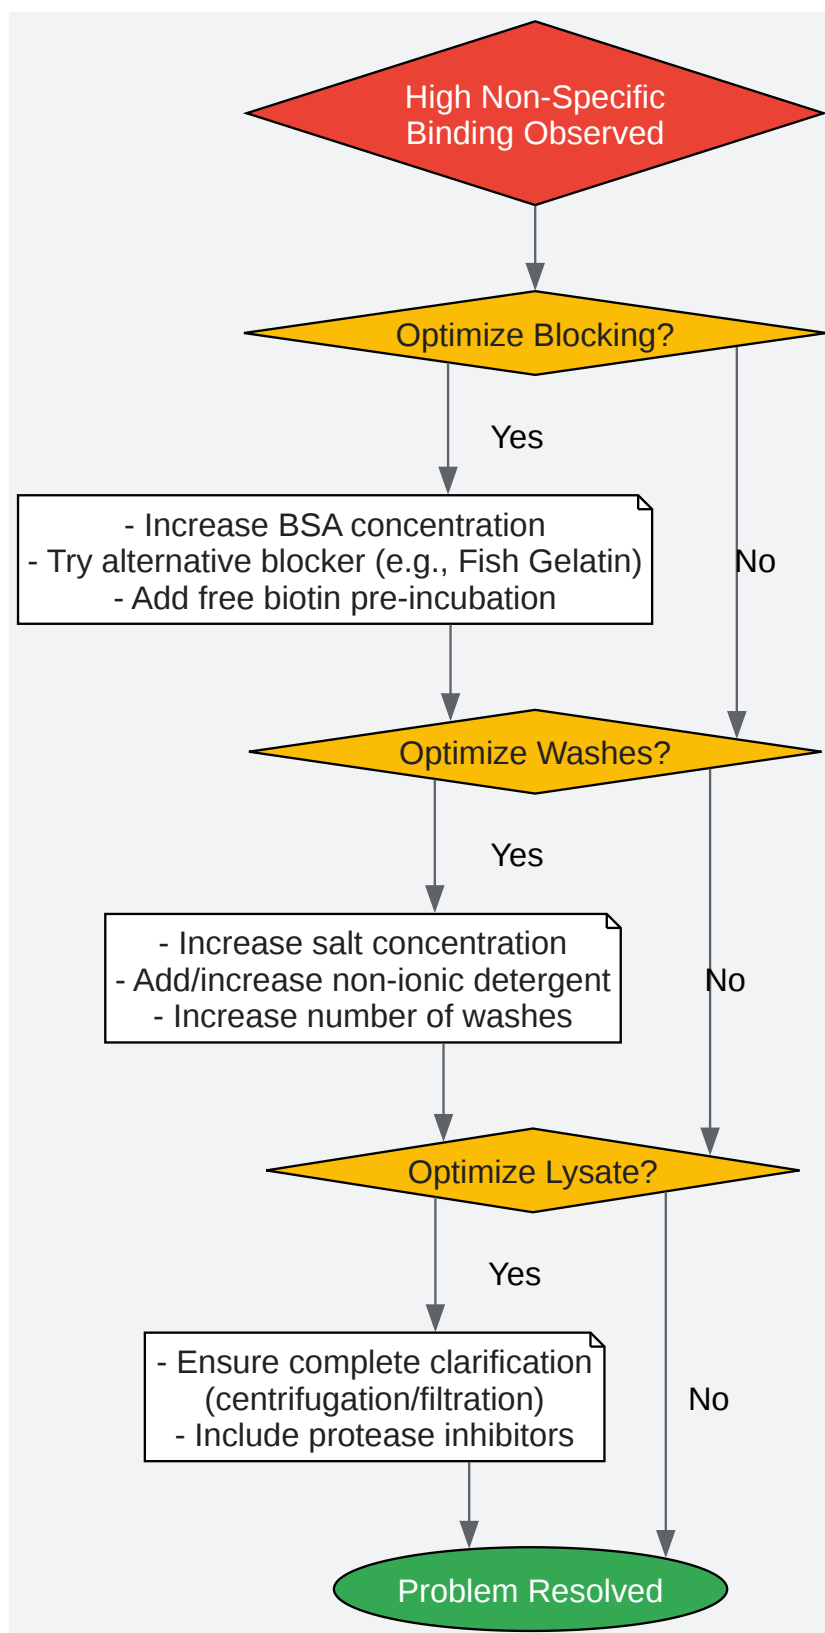 High Non-Specific
Binding Observed
Optimize Blocking?
Yes
- Increase BSA concentration
- Try alternative blocker (e.g., Fish Gelatin)
- Add free biotin pre-incubation
No
Optimize Washes?
Yes
- Increase salt concentration
- Add/increase non-ionic detergent
- Increase number of washes
No
Optimize Lysate?
Yes
- Ensure complete clarification
(centrifugation/filtration)
- Include protease inhibitors
No
Problem Resolved